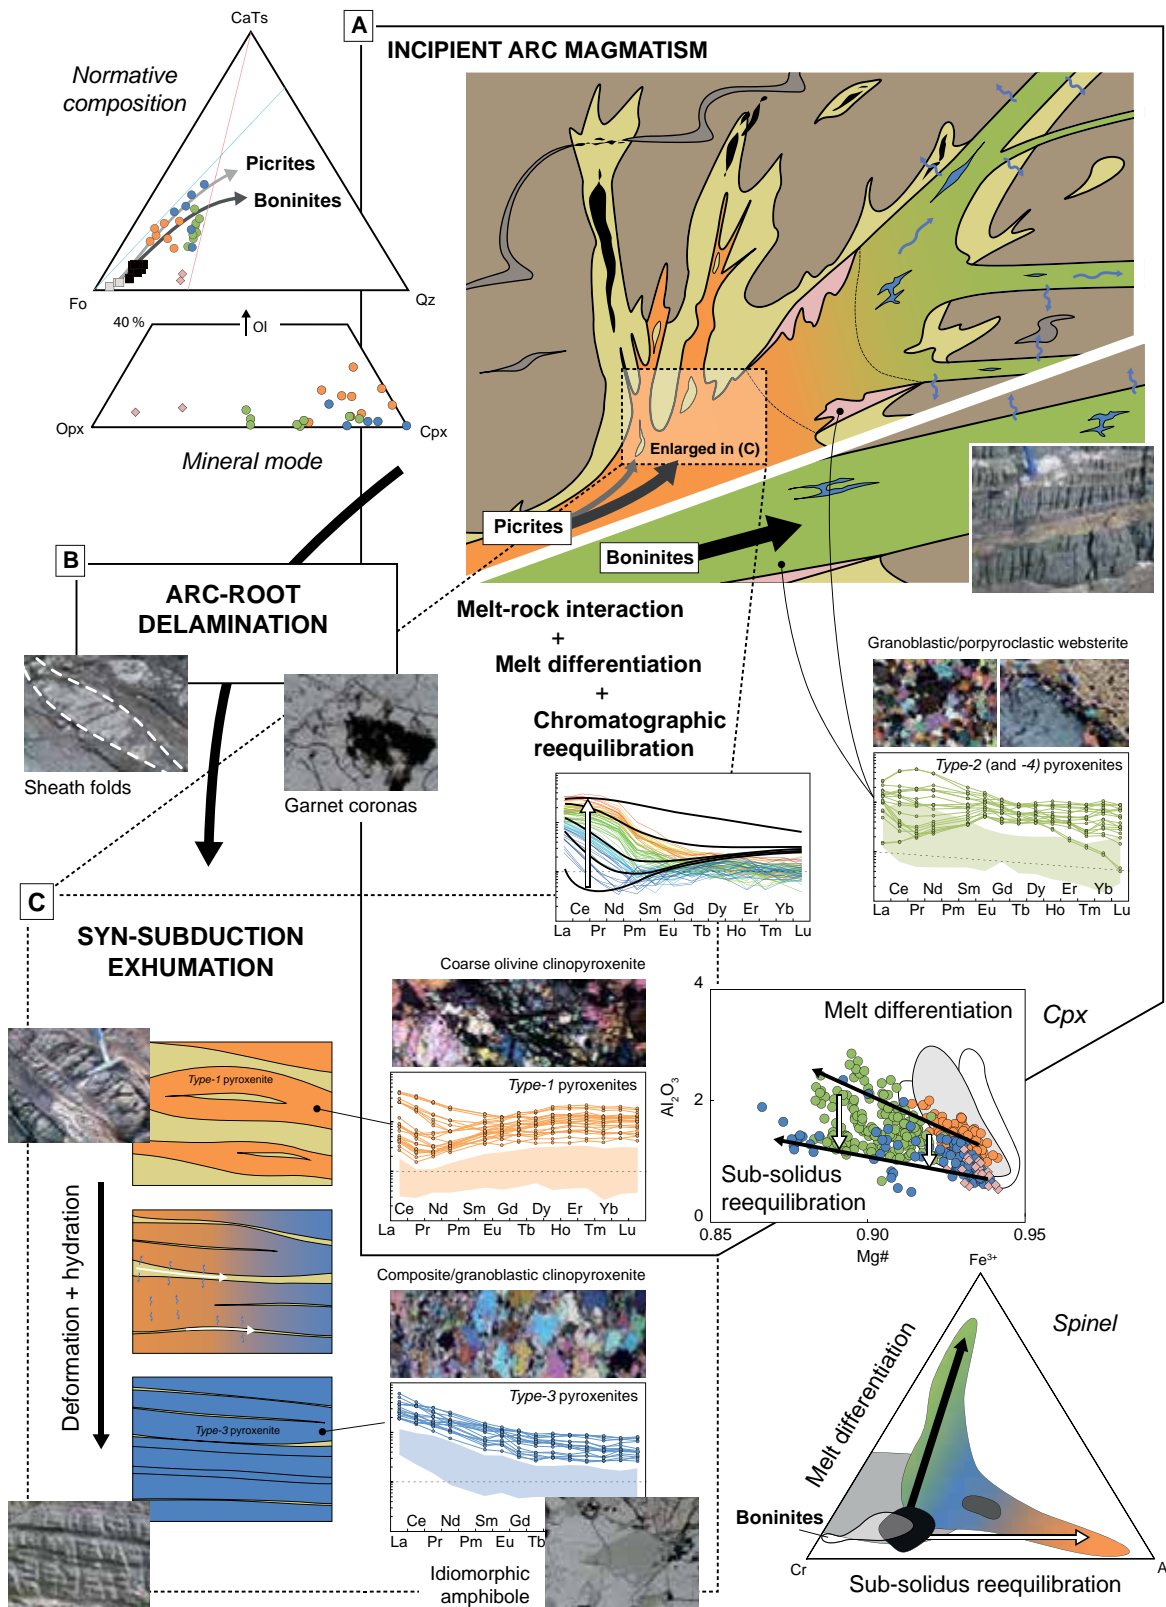 CaTs
A
INCIPIENT ARC MAGMATISM
Normative
composition
Picrites
Boninites
Fo
Qz
40 %
Ol
Opx
Cpx
Mineral mode
Enlarged in (C)
Picrites
Boninites
B
ARC-ROOT
DELAMINATION
Sheath folds
Garnet coronas
Melt-rock interaction
+
Melt differentiation
+
Chromatographic
reequilibration
Granoblastic/porpyroclastic websterite
Type-2 (and -4) pyroxenites
Ce Nd Sm Gd Dy Er Yb
La Pr Pm Eu Tb Ho Tm Lu
Ce Nd Sm Gd Dy Er Yb
La Pr Pm Eu Tb Ho Tm Lu
C
SYN-SUBDUCTION
EXHUMATION
Coarse olivine clinopyroxenite
Type-1 pyroxenites
Ce Nd Sm Gd Dy Er Yb
La Pr Pm Eu Tb Ho Tm Lu
Type-1 pyroxenite
Deformation + hydration
Type-3 pyroxenite
Composite/granoblastic clinopyroxenite
Type-3 pyroxenites
Ce Nd Sm Gd
La Pr Pm Eu Tb
Idiomorphic
amphibole
4
2
0
Al2O3
Melt differentiation
Cpx
Sub-solidus
reequilibration
0.85 0.90 0.95
Mg#
Fe3+
Spinel
Melt differentiation
Boninites
Cr
A
Sub-solidus reequilibration